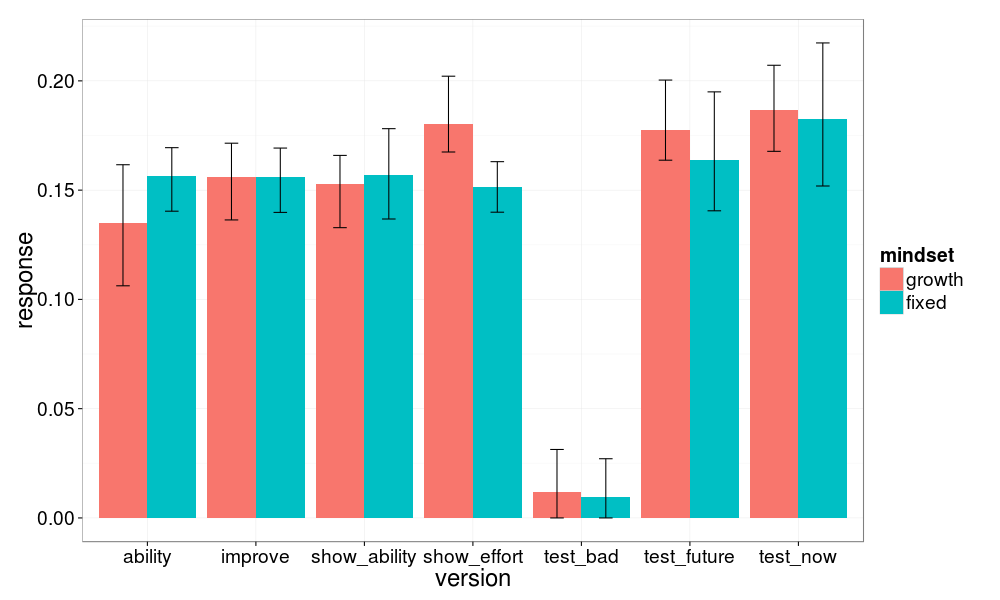 0.20
0.15
0.10
0.05
0.00
response
ability improve show_ability show_effort test_bad test_future test_now
version
mindset
growth
fixed